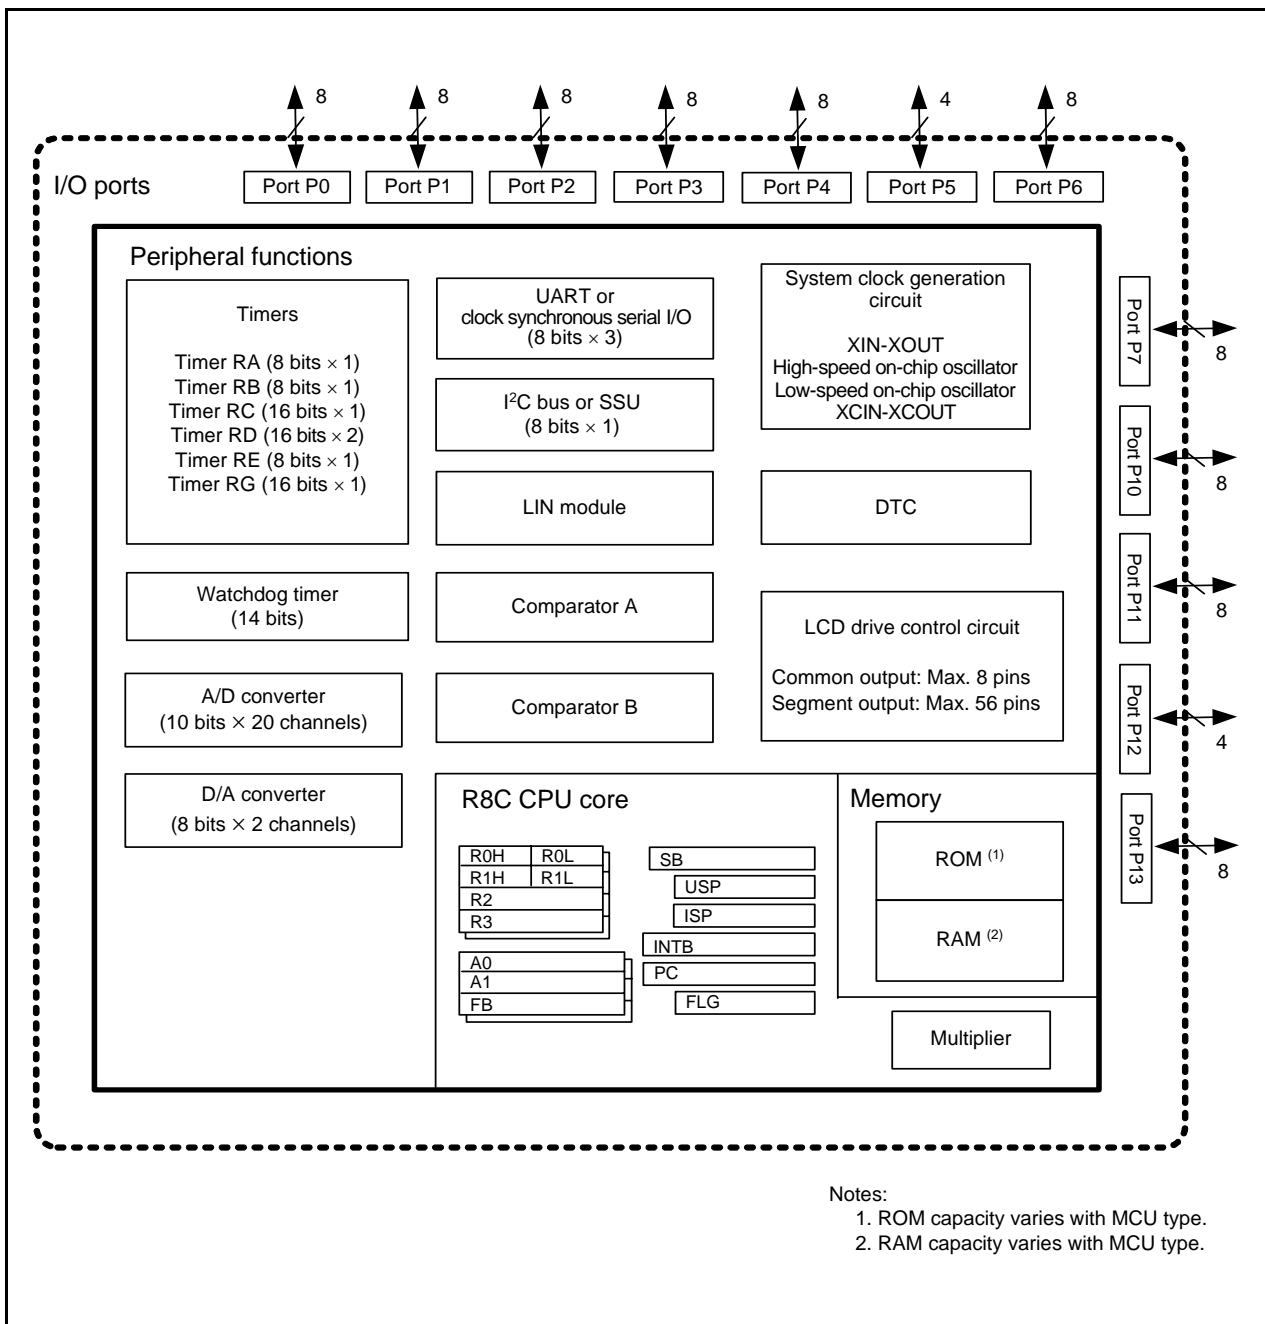 8
8
8
8
8
4
8
I/O ports
Port P0
Port P1
Port P2
Port P3
Port P4
Port P5
Port P6
Peripheral functions
Timers
Timer RA (8 bits × 1)
Timer RB (8 bits × 1)
Timer RC (16 bits × 1)
Timer RD (16 bits × 2)
Timer RE (8 bits × 1)
Timer RG (16 bits × 1)
UART or
clock synchronous serial I/O
(8 bits × 3)
I²C bus or SSU
(8 bits × 1)
LIN module
System clock generation
circuit
XIN-XOUT
High-speed on-chip oscillator
Low-speed on-chip oscillator
XCIN-XCOUT
DTC
Watchdog timer
(14 bits)
Comparator A
LCD drive control circuit
Common output: Max. 8 pins
Segment output: Max. 56 pins
A/D converter
(10 bits × 20 channels)
Comparator B
D/A converter
(8 bits × 2 channels)
R8C CPU core
R0H
R0L
R1H
R1L
R2
R3
A0
A1
FB
SB
USP
ISP
INTB
PC
FLG
Memory
ROM (1)
RAM (2)
Multiplier
Port P7
8
Port P10
8
Port P11
8
Port P12
4
Port P13
8
Notes:
1. ROM capacity varies with MCU type.
2. RAM capacity varies with MCU type.